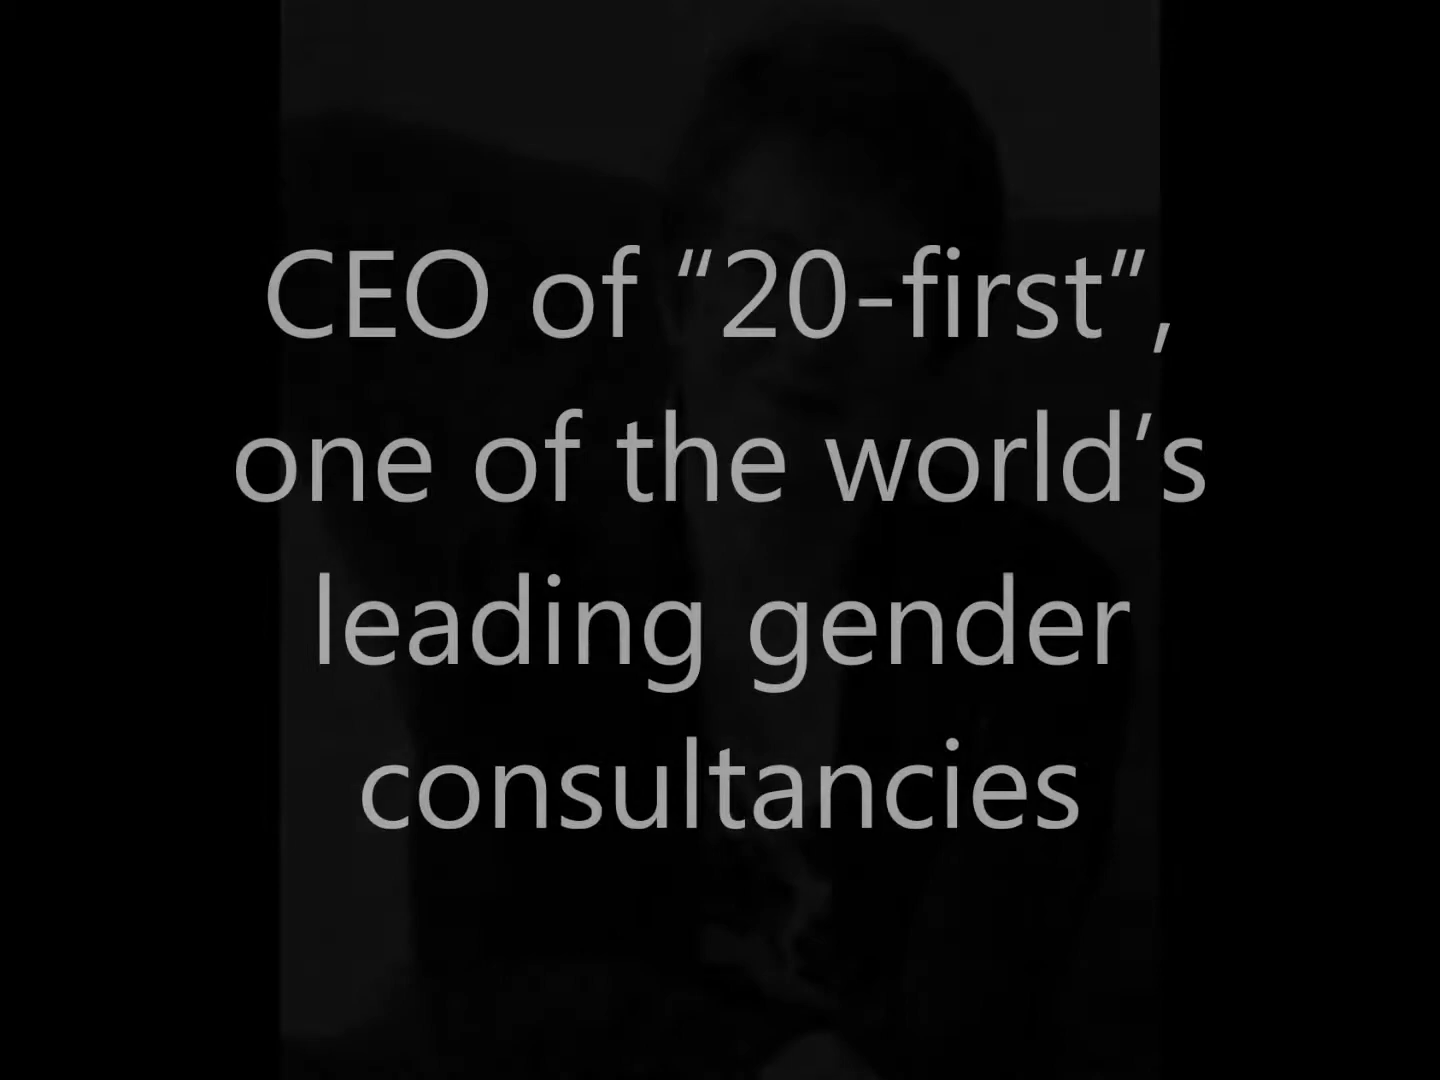 CEO of “20-first”,
one of the world’s
leading gender
consultancies